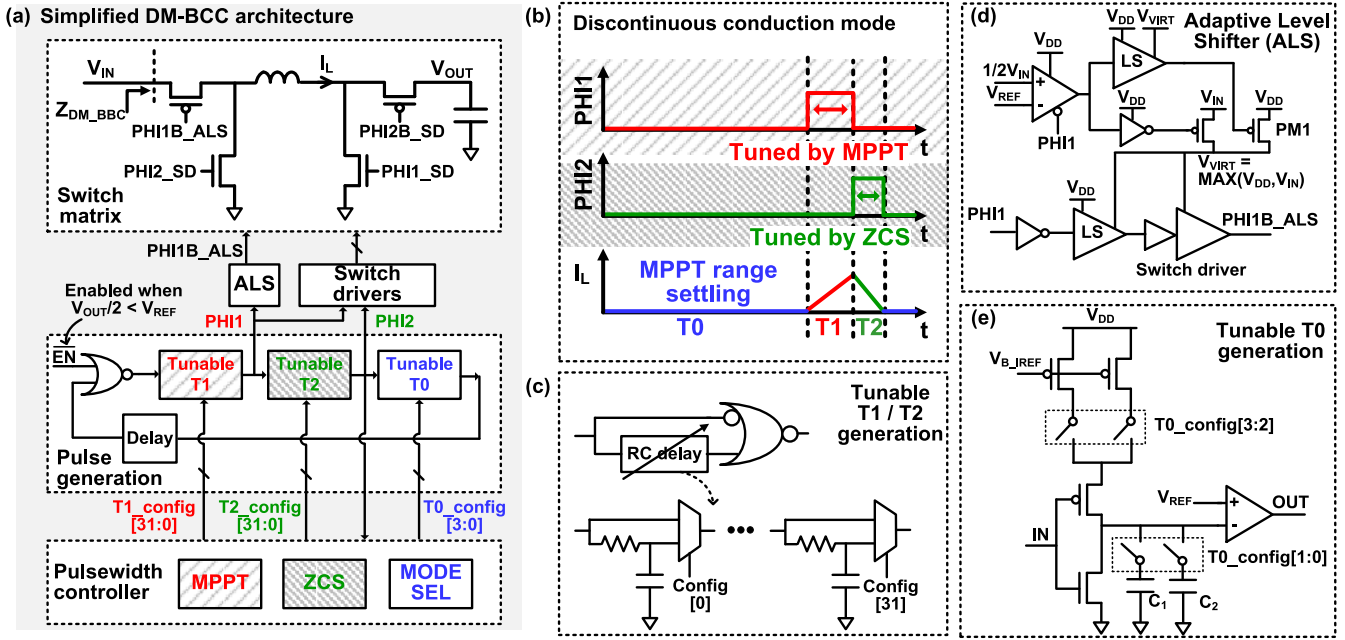 (a) Simplified DM-BCC architecture
V_IN
I_L
V_OUT
Z_DM_BBC
PHI1B_ALS
PHI2B_SD
PHI2_SD
PHI1_SD
Switch
matrix
PHI1B_ALS
ALS
Switch
drivers
Enabled when
V_OUT/2 < V_REF
PHI1
PHI2
EN
Tunable
T1
Tunable
T2
Tunable
T0
Delay
Pulse
generation
T1_config
[31:0]
T2_config
[31:0]
T0_config
[3:0]
Pulsewidth
controller
MPPT
ZCS
MODE
SEL
(b)
Discontinuous conduction mode
PHI1
Tuned by MPPT
t
PHI2
Tuned by ZCS
t
I_L
MPPT range
settling
T0
T1
T2
t
(c)
Tunable
T1 / T2
generation
RC delay
Config
[0]
Config
[31]
(d)
Adaptive Level
Shifter (ALS)
V_DD
V_VIRT
V_DD
LS
1/2V_IN
+
V_REF
-
PHI1
V_DD
V_IN
V_DD
PM1
V_VIRT =
MAX(V_DD,V_IN)
V_DD
PHI1
LS
PHI1B_ALS
Switch driver
(e)
Tunable T0
generation
V_DD
V_B_IREF
T0_config[3:2]
V_REF
+
-
OUT
IN
T0_config[1:0]
C_1
C_2